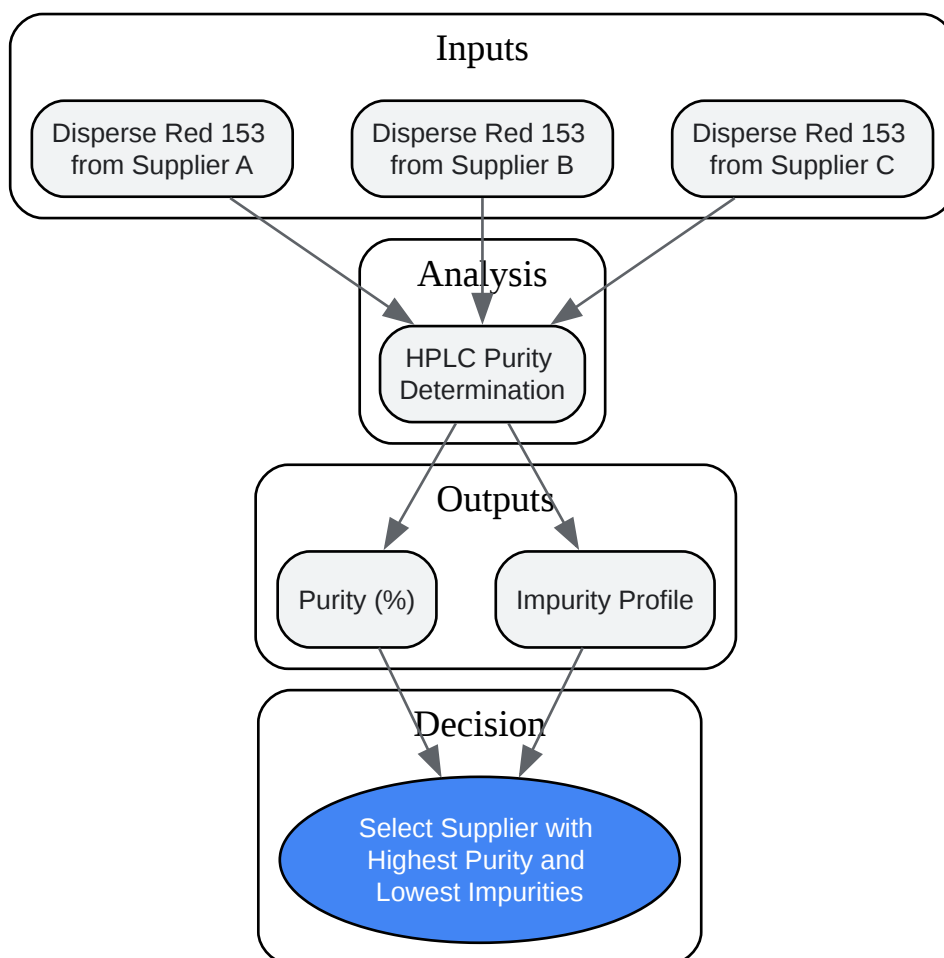 Inputs
Disperse Red 153
from Supplier A
Disperse Red 153
from Supplier B
Disperse Red 153
from Supplier C
Analysis
HPLC Purity
Determination
Outputs
Purity (%)
Impurity Profile
Decision
Select Supplier with
Highest Purity and
Lowest Impurities